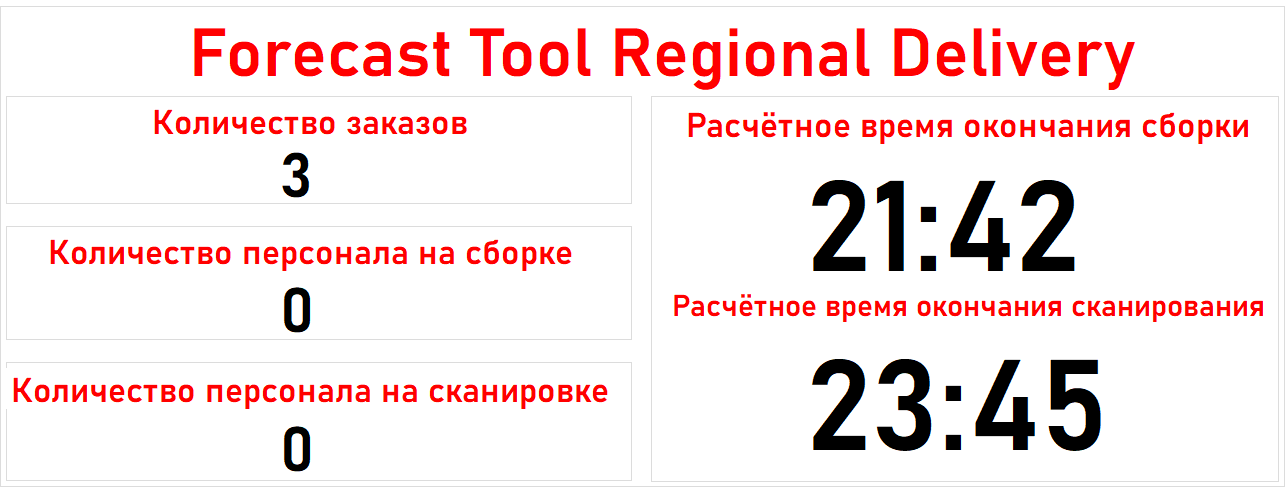 Forecast Tool Regional Delivery
Количество заказов
3
Количество персонала на сборке
0
Количество персонала на сканировке
0
Расчётное время окончания сборки
21:42
Расчётное время окончания сканирования
23:45